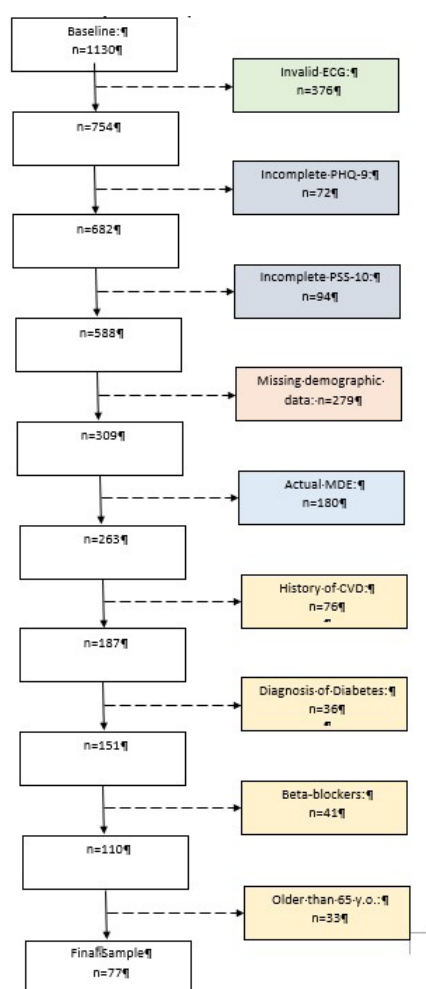 Baseline:¶
n=1130¶
Invalid·ECG:¶
n=376¶
n=754¶
Incomplete·PHQ-9:¶
n=72¶
n=682¶
Incomplete·PSS-10:¶
n=94¶
n=588¶
Missing·demographic·
data:·n=279¶
n=309¶
Actual·MDE:¶
n=180¶
n=263¶
History·of·CVD:¶
n=76¶
¶
n=187¶
Diagnosis·of·Diabetes:¶
n=36¶
¶
n=151¶
Beta-blockers:¶
n=41¶
n=110¶
Older·than·65·y.o.:¶
n=33¶
Final·Sample¶
n=77¶